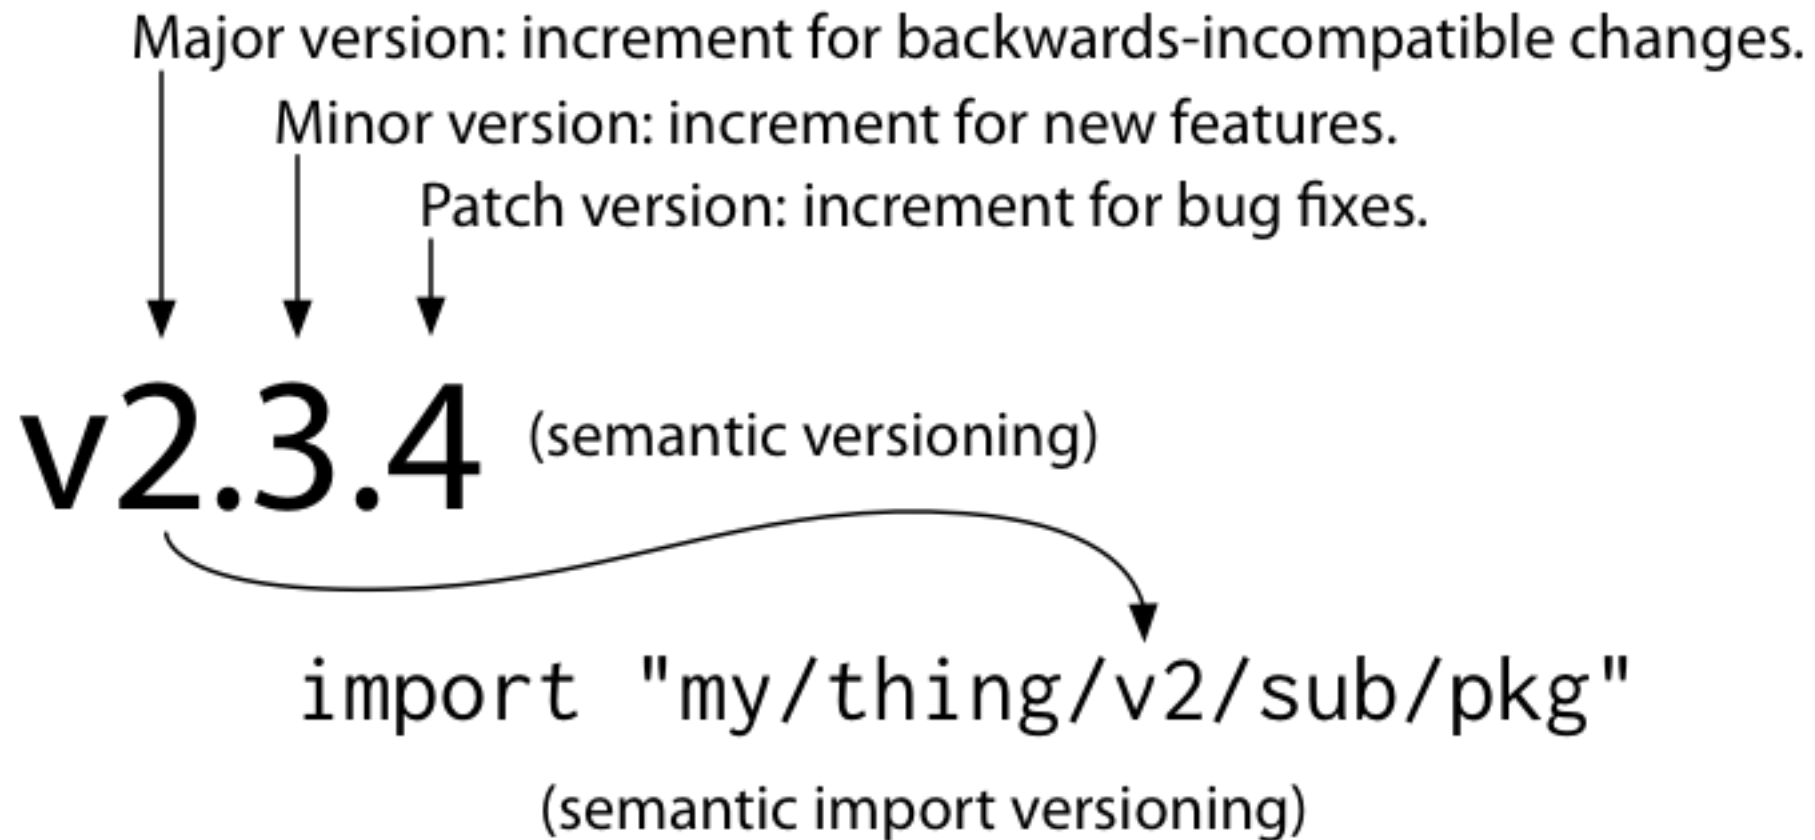 Major version: increment for backwards-incompatible changes.
Minor version: increment for new features.
Patch version: increment for bug fixes.
v2.3.4 (semantic versioning)
import "my/thing/v2/sub/pkg"
(semantic import versioning)